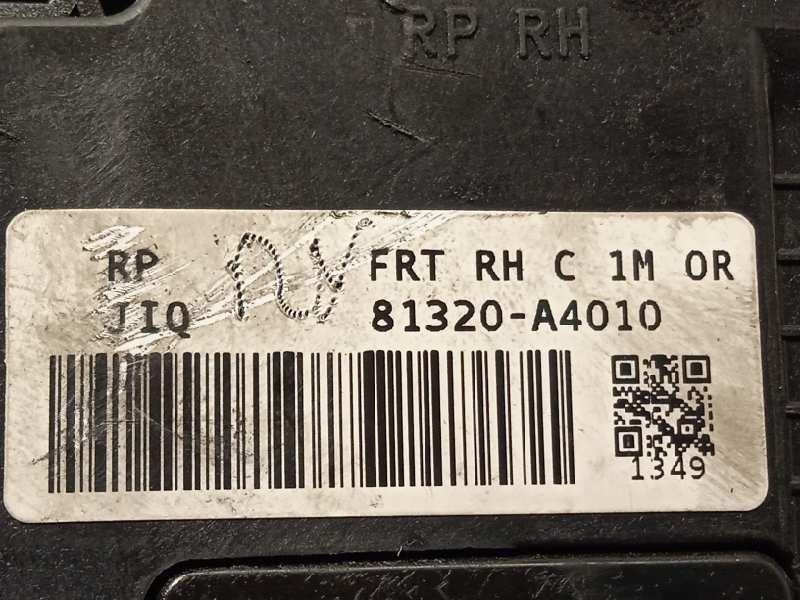 RP RH
RP FRT RH C 1M OR
JIQ 81320-A4010
1349